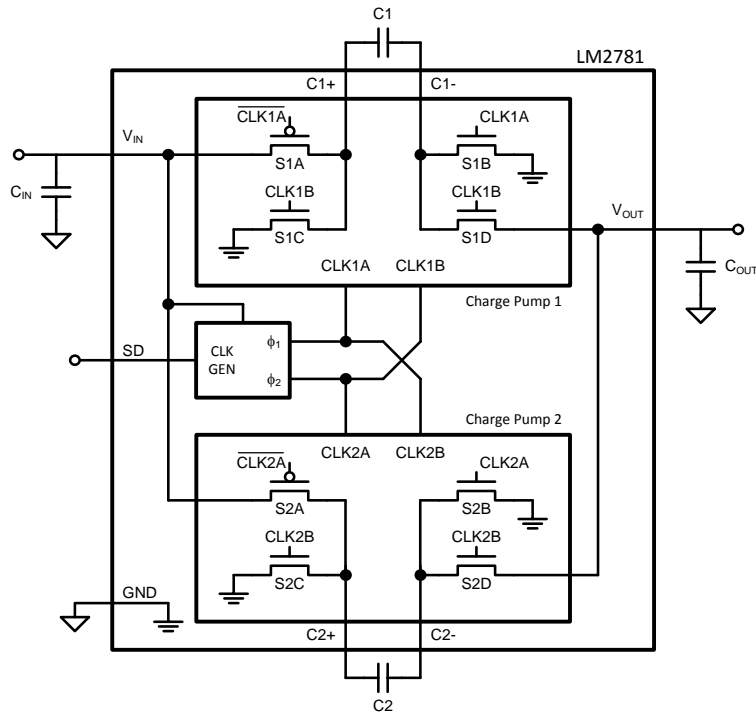 C1
LM2781
C1+ C1-
CLK1A CLK1A
VIN
S1A S1B
CIN
CLK1B CLK1B
VOUT
S1C S1D
CLK1A CLK1B
COUT
Charge Pump 1
SD
CLK
GEN
ϕ1
ϕ2
Charge Pump 2
CLK2A CLK2B
CLK2A CLK2A
S2A S2B
CLK2B CLK2B
S2C S2D
GND
C2+ C2-
C2